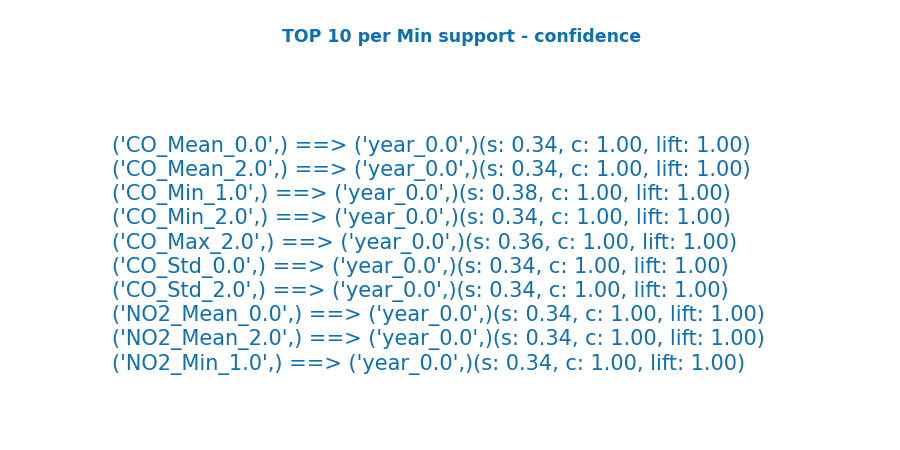 TOP 10 per Min support - confidence
('CO_Mean_0.0',) ==> ('year_0.0',)(s: 0.34, c: 1.00, lift: 1.00)
('CO_Mean_2.0',) ==> ('year_0.0',)(s: 0.34, c: 1.00, lift: 1.00)
('CO_Min_1.0',) ==> ('year_0.0',)(s: 0.38, c: 1.00, lift: 1.00)
('CO_Min_2.0',) ==> ('year_0.0',)(s: 0.34, c: 1.00, lift: 1.00)
('CO_Max_2.0',) ==> ('year_0.0',)(s: 0.36, c: 1.00, lift: 1.00)
('CO_Std_0.0',) ==> ('year_0.0',)(s: 0.34, c: 1.00, lift: 1.00)
('CO_Std_2.0',) ==> ('year_0.0',)(s: 0.34, c: 1.00, lift: 1.00)
('NO2_Mean_0.0',) ==> ('year_0.0',)(s: 0.34, c: 1.00, lift: 1.00)
('NO2_Mean_2.0',) ==> ('year_0.0',)(s: 0.34, c: 1.00, lift: 1.00)
('NO2_Min_1.0',) ==> ('year_0.0',)(s: 0.34, c: 1.00, lift: 1.00)